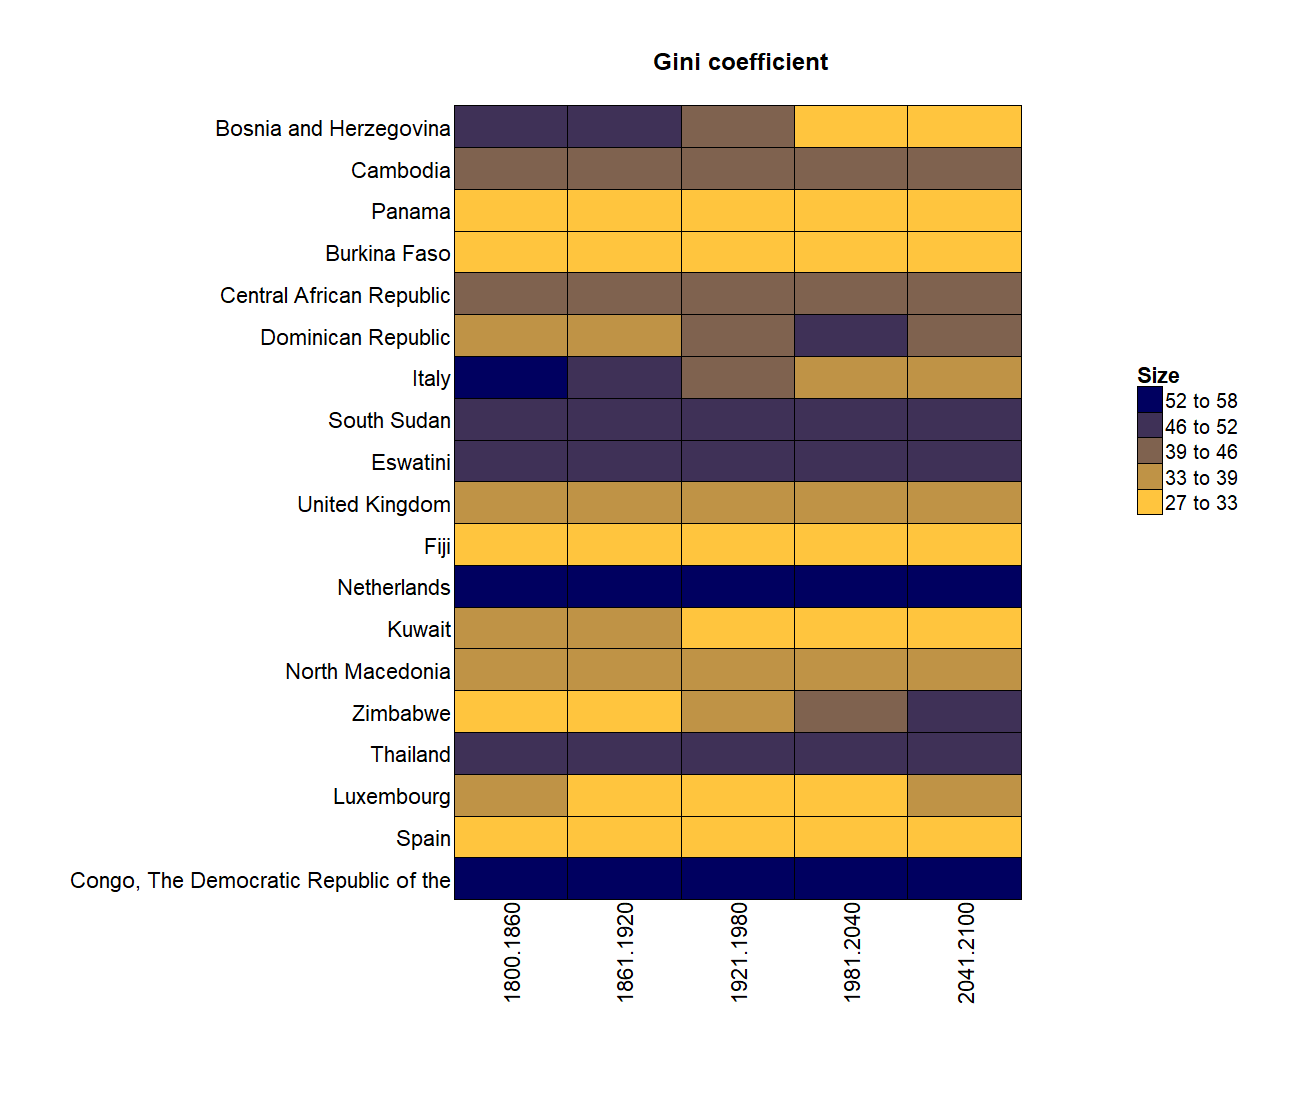 Gini coefficient
Bosnia and Herzegovina
Cambodia
Panama
Burkina Faso
Central African Republic
Dominican Republic
Italy
South Sudan
Eswatini
United Kingdom
Fiji
Netherlands
Kuwait
North Macedonia
Zimbabwe
Thailand
Luxembourg
Spain
Congo, The Democratic Republic of the
1800.1860
1861.1920
1921.1980
1981.2040
2041.2100
Size
52 to 58
46 to 52
39 to 46
33 to 39
27 to 33